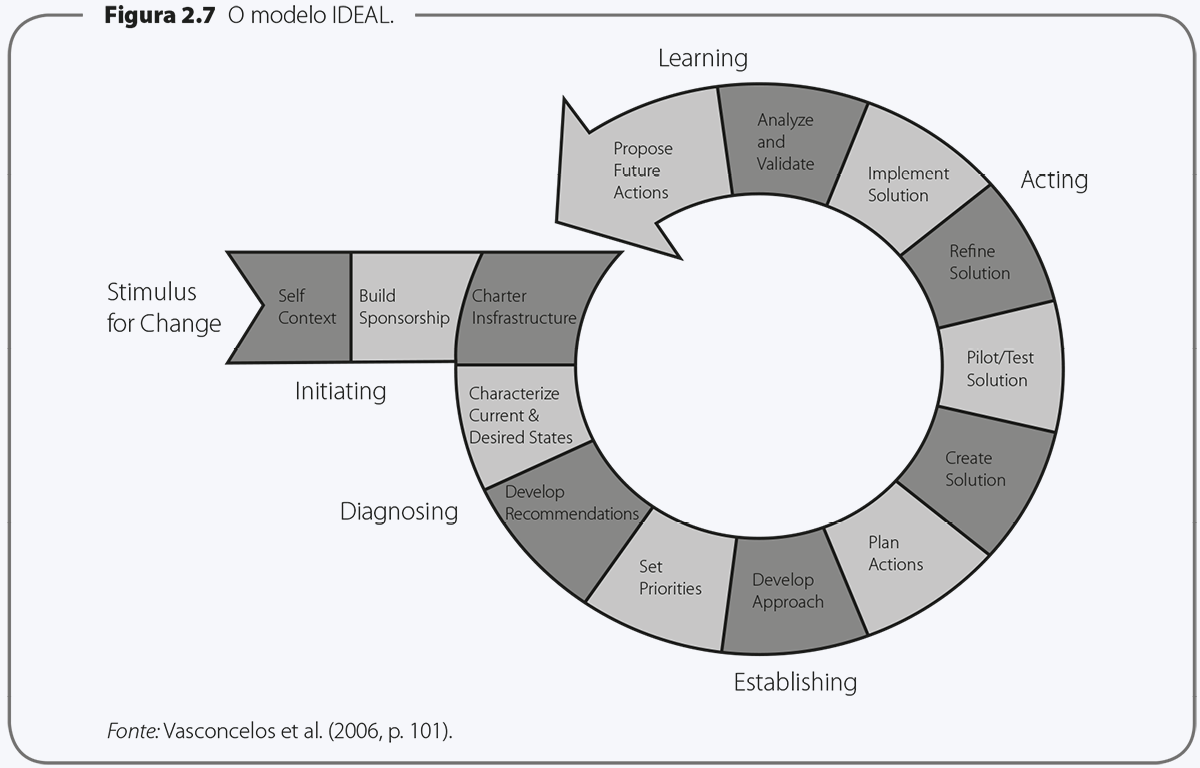 Figura 2.7 O modelo IDEAL.
Learning
Analyze
and
Validate
Propose
Future
Actions
Implement
Solution
Acting
Refine
Solution
Stimulus
for Change
Self
Context
Build
Sponsorship
Charter
Insfrastructure
Pilot/Test
Solution
Initiating
Characterize
Current &
Desired States
Create
Solution
Diagnosing
Develop
Recommendations
Plan
Actions
Set
Priorities
Develop
Approach
Establishing
Fonte: Vasconcelos et al. (2006, p. 101).